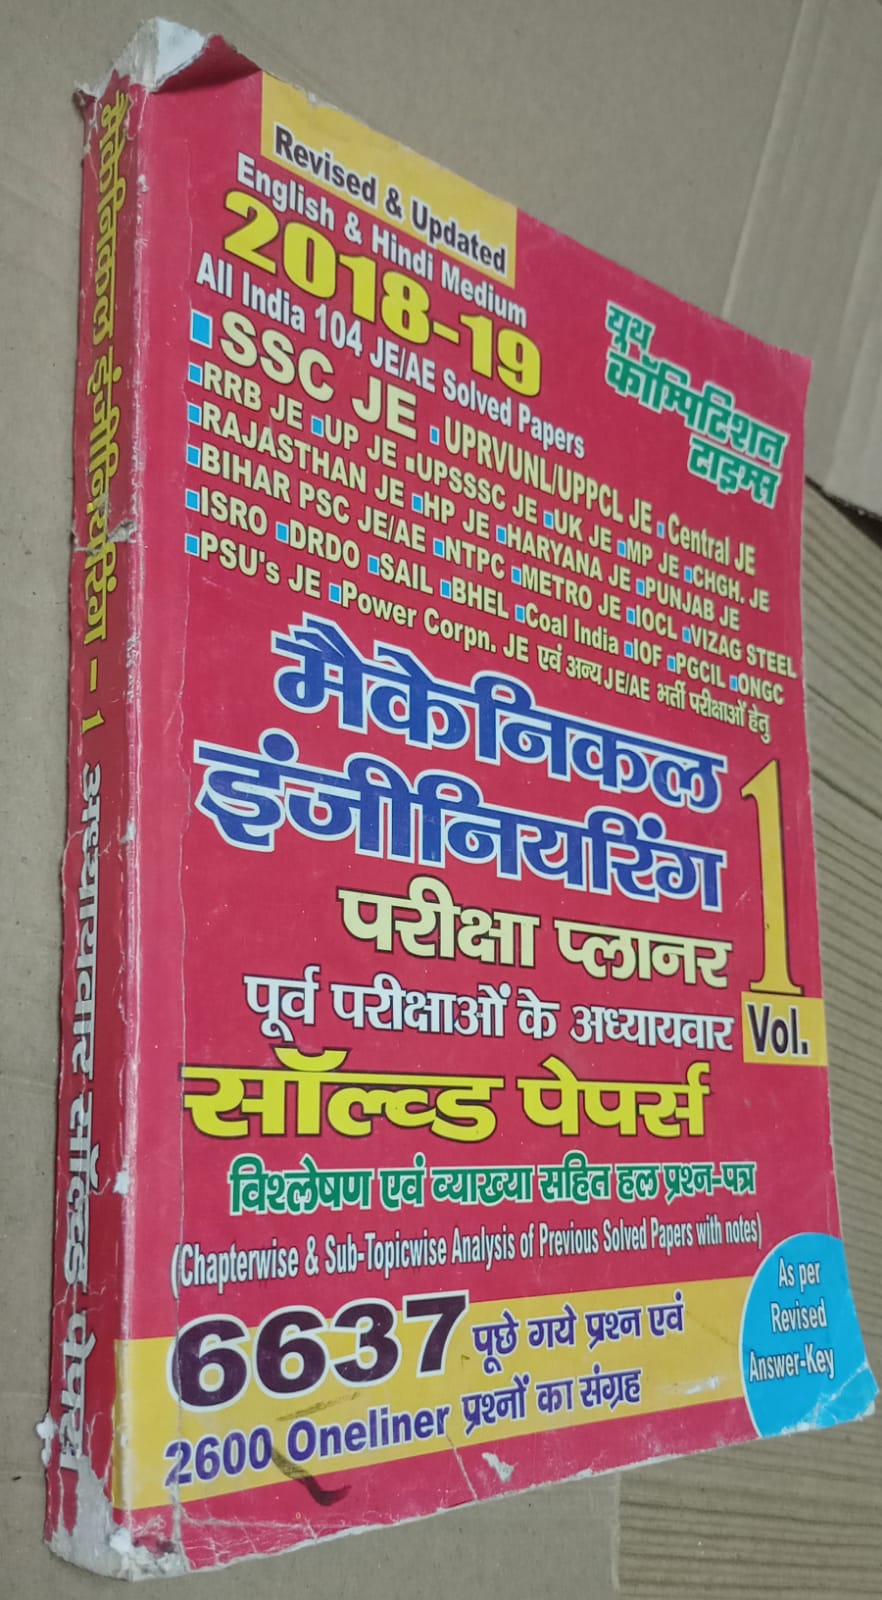 Revised & Updated
English & Hindi Medium
2018-19
All India 104 JE/AE Solved Papers
यूथ
कॉम्पिटिशन
टाइम्स
SSC JE UPRVUNL/UPPCL JE Central JE
RRB JE UP JE UPSSSC JE UK JE MP JE CHGH. JE
RAJASTHAN JE HP JE HARYANA JE PUNJAB JE
BIHAR PSC JE/AE NTPC METRO JE IOCL VIZAG STEEL
ISRO DRDO SAIL BHEL Coal India IOF PGCIL ONGC
PSU's JE Power Corpn. JE एवं अन्य JE/AE भर्ती परीक्षाओं हेतु
मैकेनिकल
इंजीनियरिंग
परीक्षा प्लानर
1
Vol.
पूर्व परीक्षाओं के अध्यायवार
सॉल्व्ड पेपर्स
विश्लेषण एवं व्याख्या सहित हल प्रश्न-पत्र
(Chapterwise & Sub-Topicwise Analysis of Previous Solved Papers with notes)
As per
Revised
Answer-Key
6637 पूछे गये प्रश्न एवं
2600 Oneliner प्रश्नों का संग्रह
मैकेनिकल इंजीनियरिंग - 1 अध्यायवार सॉल्व्ड पेपर्स